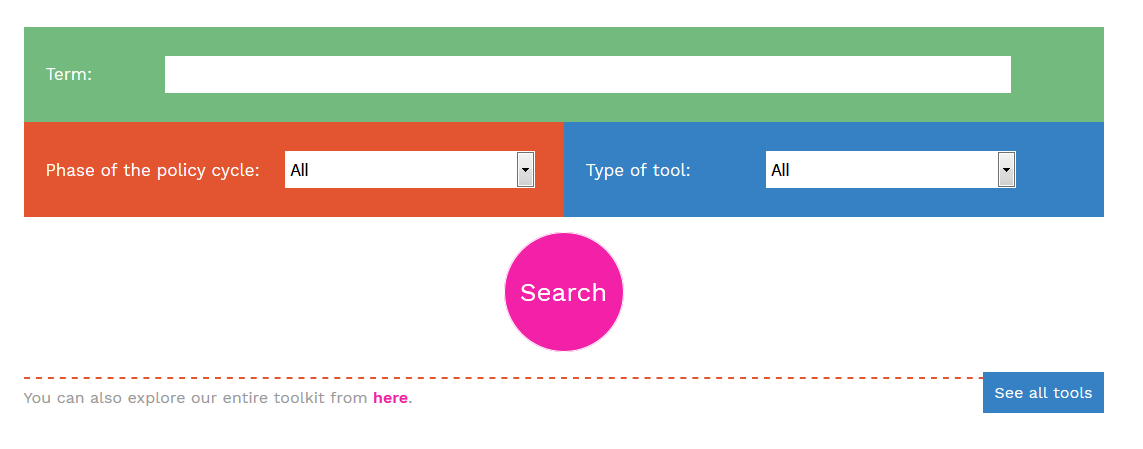 Term:
Phase of the policy cycle: All
Type of tool: All
Search
You can also explore our entire toolkit from here.
See all tools